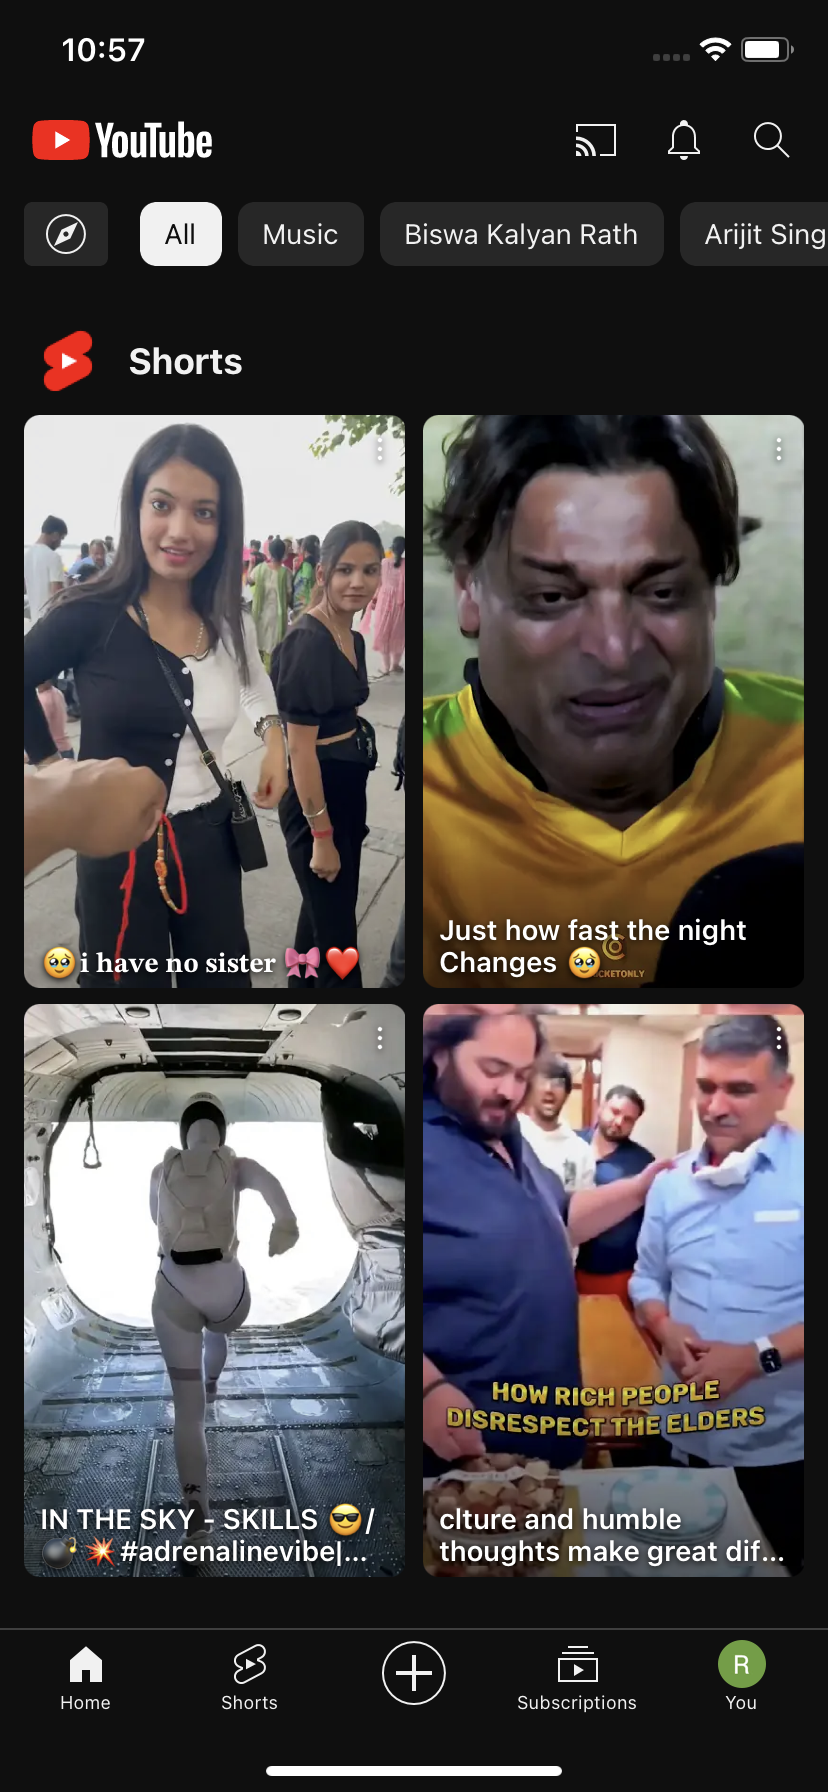 10:57
YouTube
All
Music
Biswa Kalyan Rath
Arijit Sing
Shorts
🥹 i have no sister 🎀❤️
Just how fast the night
Changes 🥹
CKETONLY
IN THE SKY - SKILLS 😎/
💣 💥 #adrenalinevibe|...
HOW RICH PEOPLE
DISRESPECT THE ELDERS
clture and humble
thoughts make great dif...
Home
Shorts
Subscriptions
R
You